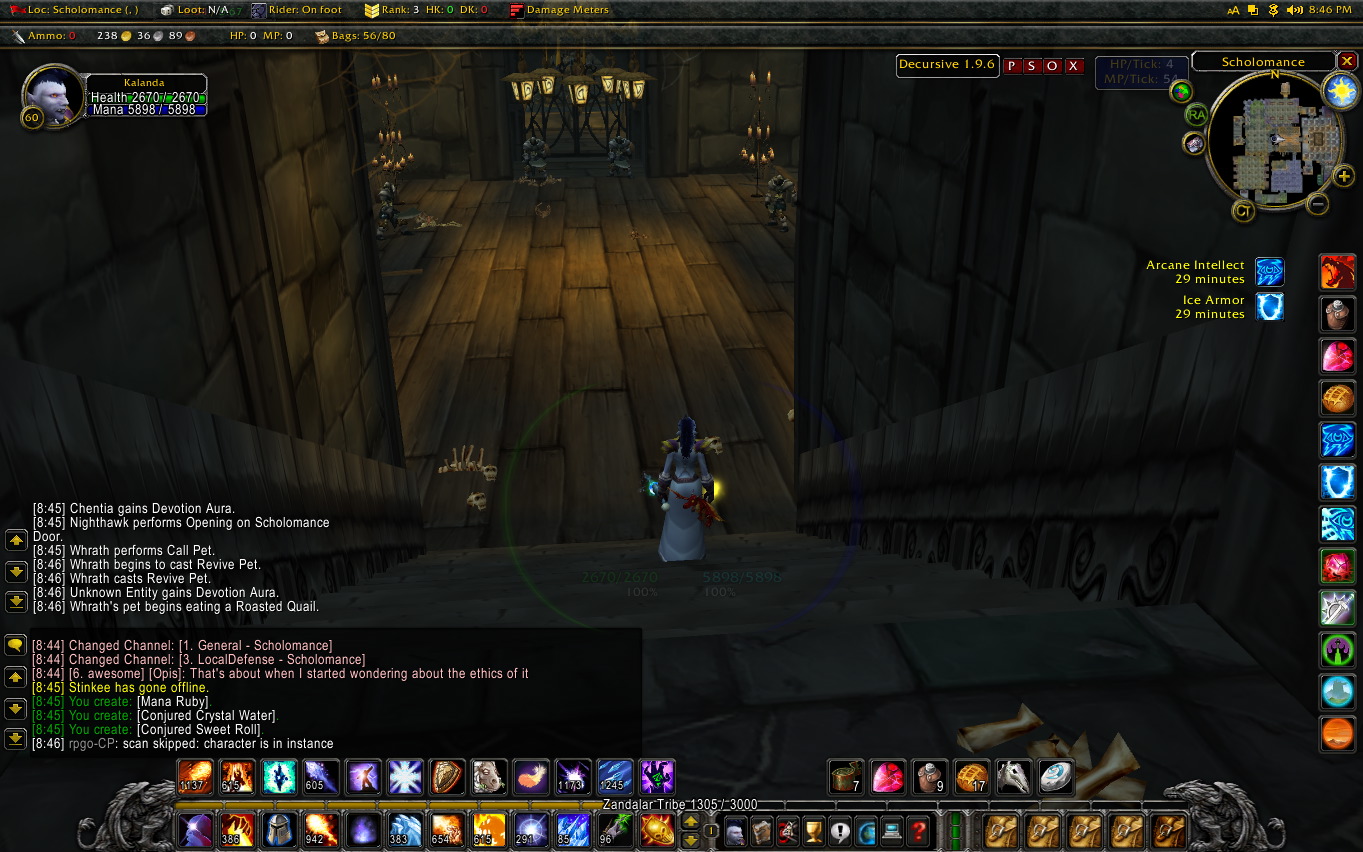 Loc: Scholomance (, ) Loot: N/A Rider: On foot Rank: 3 HK: 0 DK: 0 Damage Meters AA 8:46 PM
Ammo: 0 238 36 89 HP: 0 MP: 0 Bags: 56/80
Decursive 1.9.6 P S O X
HP/Tick: 4
MP/Tick: 54
Scholomance
N
RA
CT
Kalanda
Health 2670 / 2670
Mana 5898 / 5898
60
Arcane Intellect
29 minutes
Ice Armor
29 minutes
[8:45] Chentia gains Devotion Aura.
[8:45] Nighthawk performs Opening on Scholomance
Door.
[8:45] Whrath performs Call Pet.
[8:46] Whrath begins to cast Revive Pet.
[8:46] Whrath casts Revive Pet.
[8:46] Unknown Entity gains Devotion Aura.
[8:46] Whrath's pet begins eating a Roasted Quail.
2670/2670 5898/5898
100% 100%
[8:44] Changed Channel: [1. General - Scholomance]
[8:44] Changed Channel: [3. LocalDefense - Scholomance]
[8:44] [6. awesome] [Opis]: That's about when I started wondering about the ethics of it
[8:45] Stinkee has gone offline.
[8:45] You create: [Mana Ruby].
[8:45] You create: [Conjured Crystal Water].
[8:45] You create: [Conjured Sweet Roll].
[8:46] rpgo-CP: scan skipped: character is in instance
1137 615 605 1173 1245 7 9 17
Zandalar Tribe 1305 / 3000
386 942 383 654 615 291 85 96 1